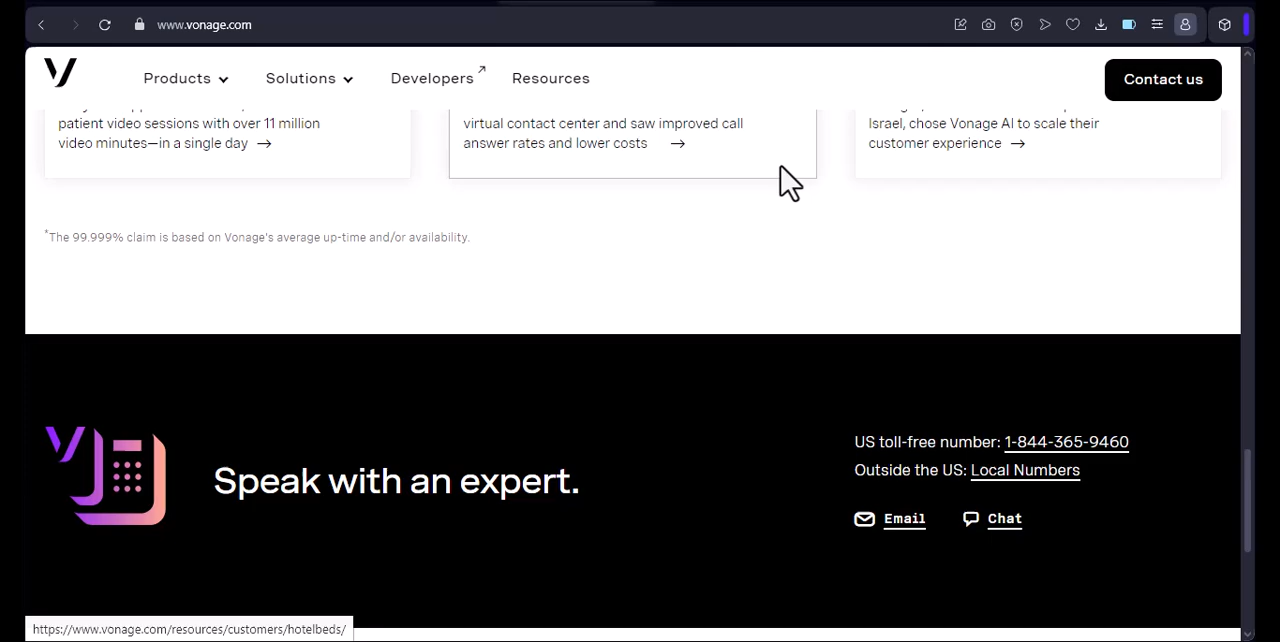 www.vonage.com
Products
Solutions
Developers
Resources
Contact us
patient video sessions with over 11 million
video minutes—in a single day →
virtual contact center and saw improved call
answer rates and lower costs →
Israel, chose Vonage AI to scale their
customer experience →
*The 99.999% claim is based on Vonage's average up-time and/or availability.
Speak with an expert.
US toll-free number: 1-844-365-9460
Outside the US: Local Numbers
Email
Chat
https://www.vonage.com/resources/customers/hotelbeds/